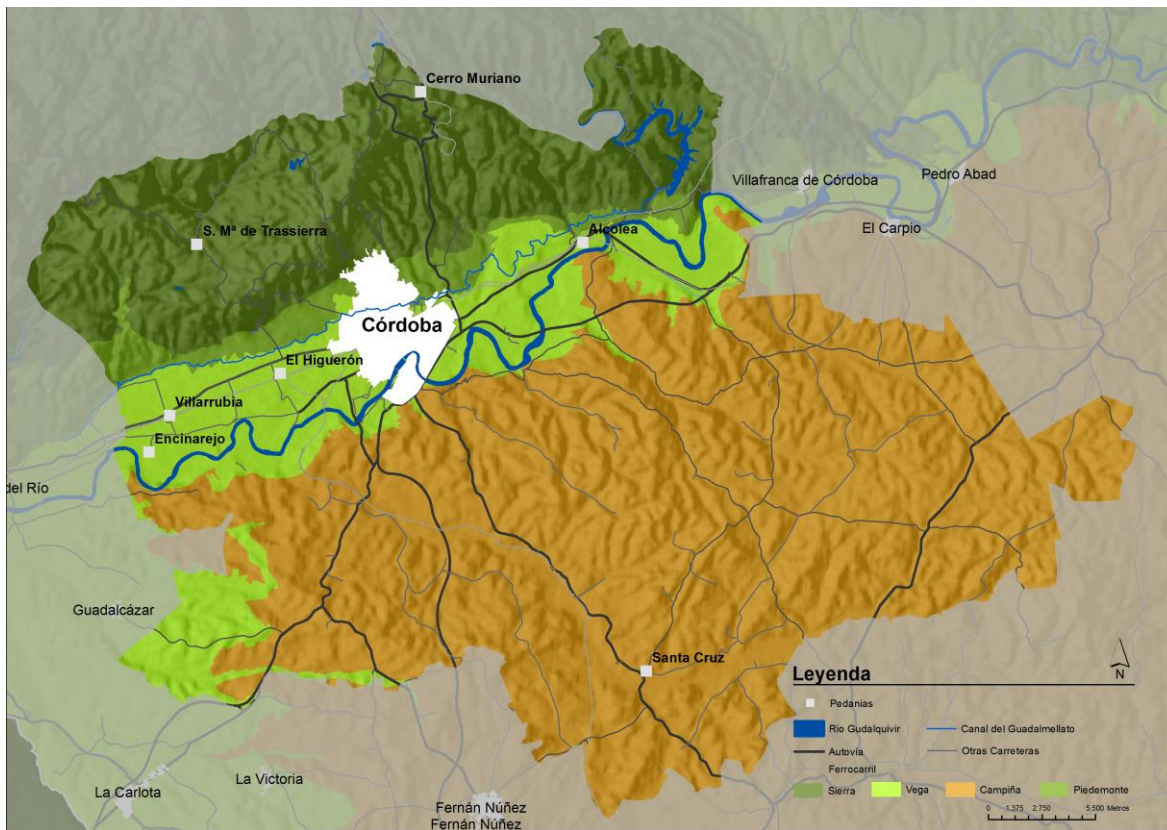 Cerro Muriano
Villafranca de Córdoba
Pedro Abad
El Carpio
S. Mª de Trassierra
Alcolea
Córdoba
El Higuerón
Villarrubia
Encinarejo
del Río
Guadalcázar
Santa Cruz
La Victoria
La Carlota
Fernán Núñez
Fernán Núñez
N
Leyenda
Pedanias
Rio Gudalquivir
Canal del Guadalmellato
Autovía
Otras Carreteras
Ferrocarril
Sierra
Vega
Campiña
Piedemonte
0 1.375 2.750 5.500 Metros